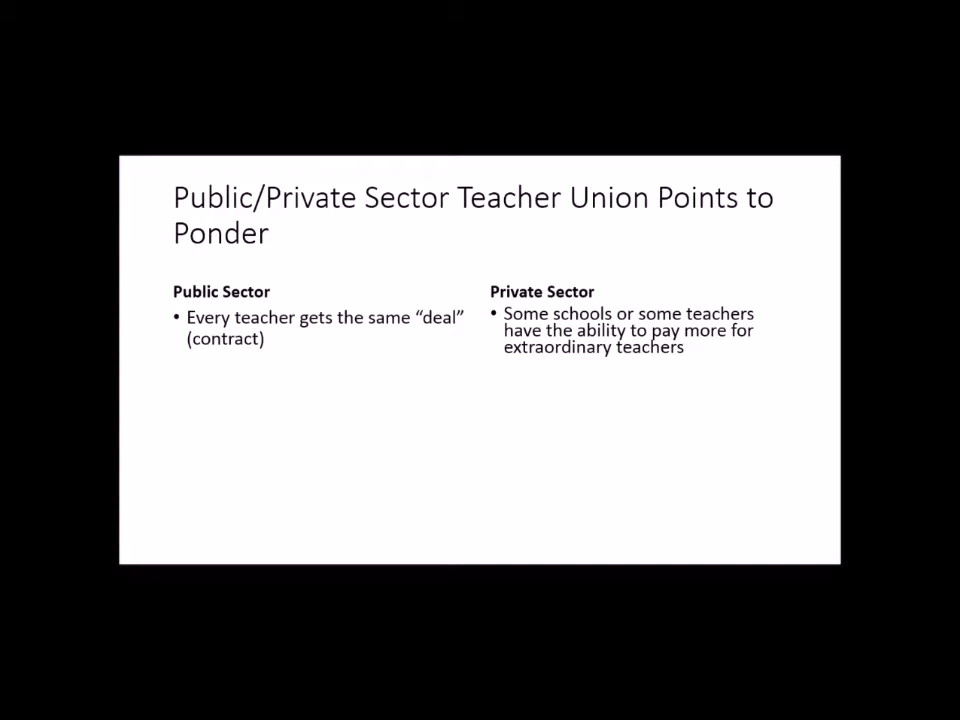 Public/Private Sector Teacher Union Points to
Ponder
Public Sector
• Every teacher gets the same “deal”
(contract)
Private Sector
• Some schools or some teachers
have the ability to pay more for
extraordinary teachers